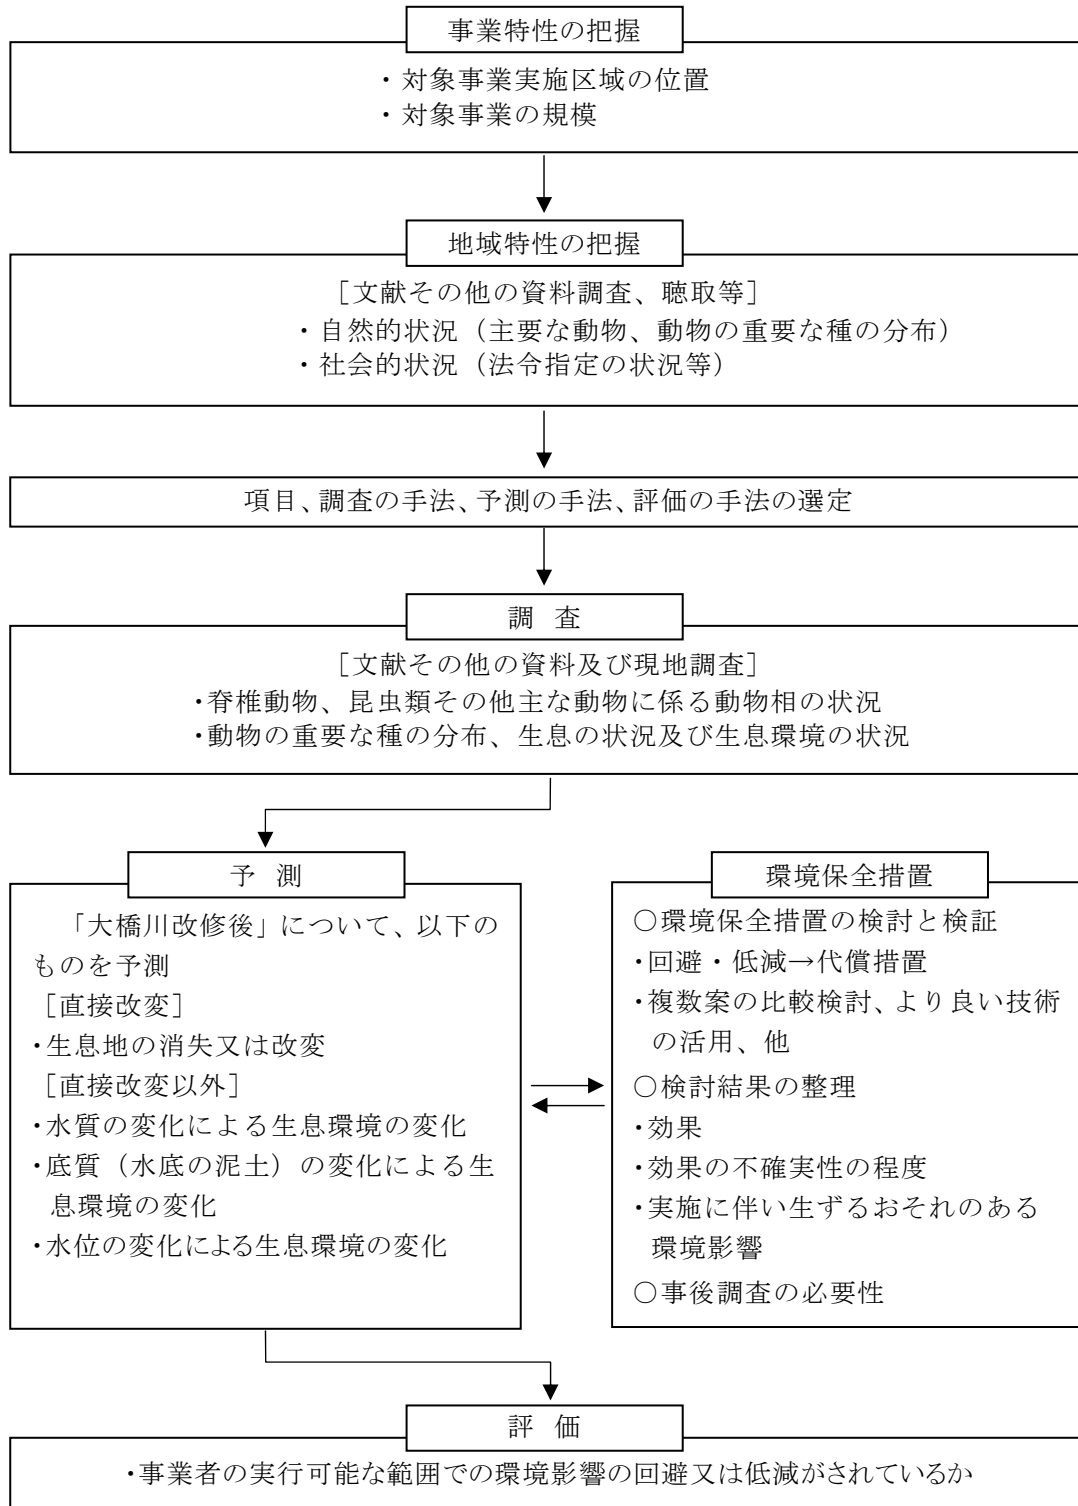 事業特性の把握
・対象事業実施区域の位置
・対象事業の規模
地域特性の把握
［文献その他の資料調査、聴取等］
・自然的状況（主要な動物、動物の重要な種の分布）
・社会的状況（法令指定の状況等）
項目、調査の手法、予測の手法、評価の手法の選定
調 査
［文献その他の資料及び現地調査］
・脊椎動物、昆虫類その他主な動物に係る動物相の状況
・動物の重要な種の分布、生息の状況及び生息環境の状況
予 測
「大橋川改修後」について、以下の
ものを予測
［直接改変］
・生息地の消失又は改変
［直接改変以外］
・水質の変化による生息環境の変化
・底質（水底の泥土）の変化による生
息環境の変化
・水位の変化による生息環境の変化
環境保全措置
○環境保全措置の検討と検証
・回避・低減→代償措置
・複数案の比較検討、より良い技術
の活用、他
○検討結果の整理
・効果
・効果の不確実性の程度
・実施に伴い生ずるおそれのある
環境影響
○事後調査の必要性
評 価
・事業者の実行可能な範囲での環境影響の回避又は低減がされているか